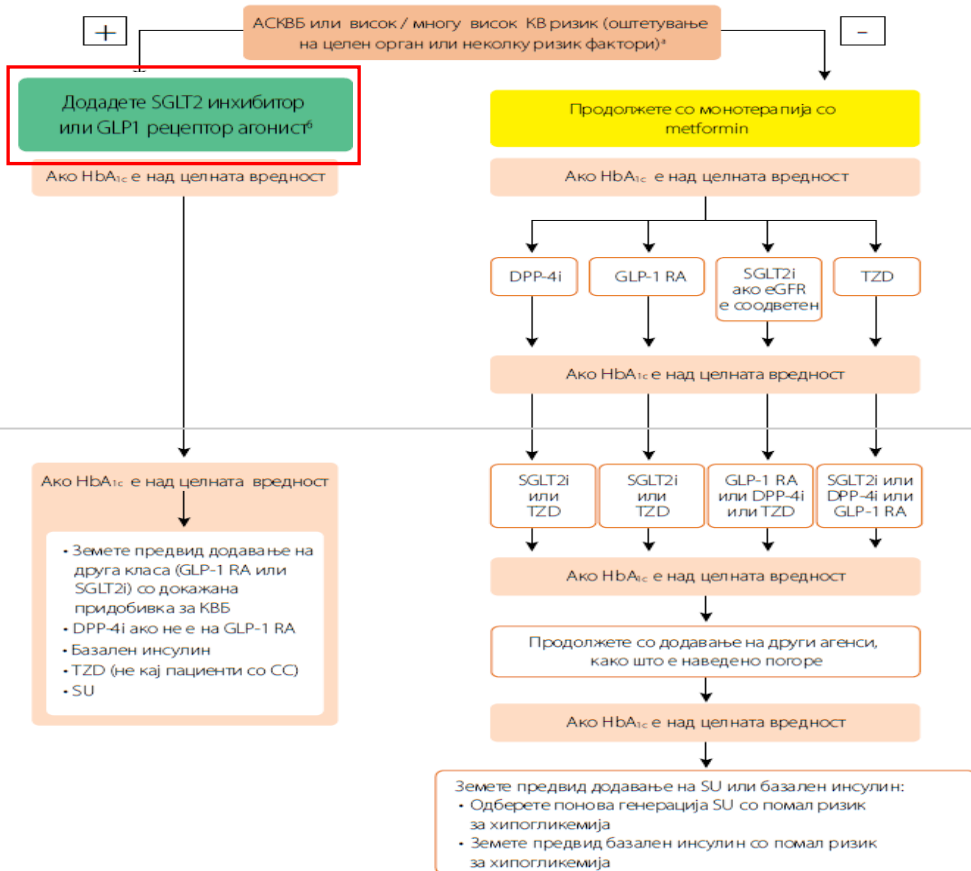 +
АСКВБ или висок / многу висок КВ ризик (оштетување
на целен орган или неколку ризик фактори)ᵃ
-
Додадете SGLT2 инхибитор
или GLP1 рецептор агонист⁶
Продолжете со монотерапија со
metformin
Ако HbA₁c е над целната вредност
Ако HbA₁c е над целната вредност
DPP-4i
GLP-1 RA
SGLT2i
ако eGFR
е соодветен
TZD
Ако HbA₁c е над целната вредност
Ако HbA₁c е над целната вредност
SGLT2i
или
TZD
SGLT2i
или
TZD
GLP-1 RA
или DPP-4i
или TZD
SGLT2i или
DPP-4i или
GLP-1 RA
• Земете предвид додавање на
друга класа (GLP-1 RA или
SGLT2i) со докажана
придобивка за КВБ
• DPP-4i ако не е на GLP-1 RA
• Базален инсулин
• TZD (не кај пациенти со СС)
• SU
Ако HbA₁c е над целната вредност
Продолжете со додавање на други агенси,
како што е наведено погоре
Ако HbA₁c е над целната вредност
Земете предвид додавање на SU или базален инсулин:
• Одберете понова генерација SU со помал ризик
за хипогликемија
• Земете предвид базален инсулин со помал ризик
за хипогликемија